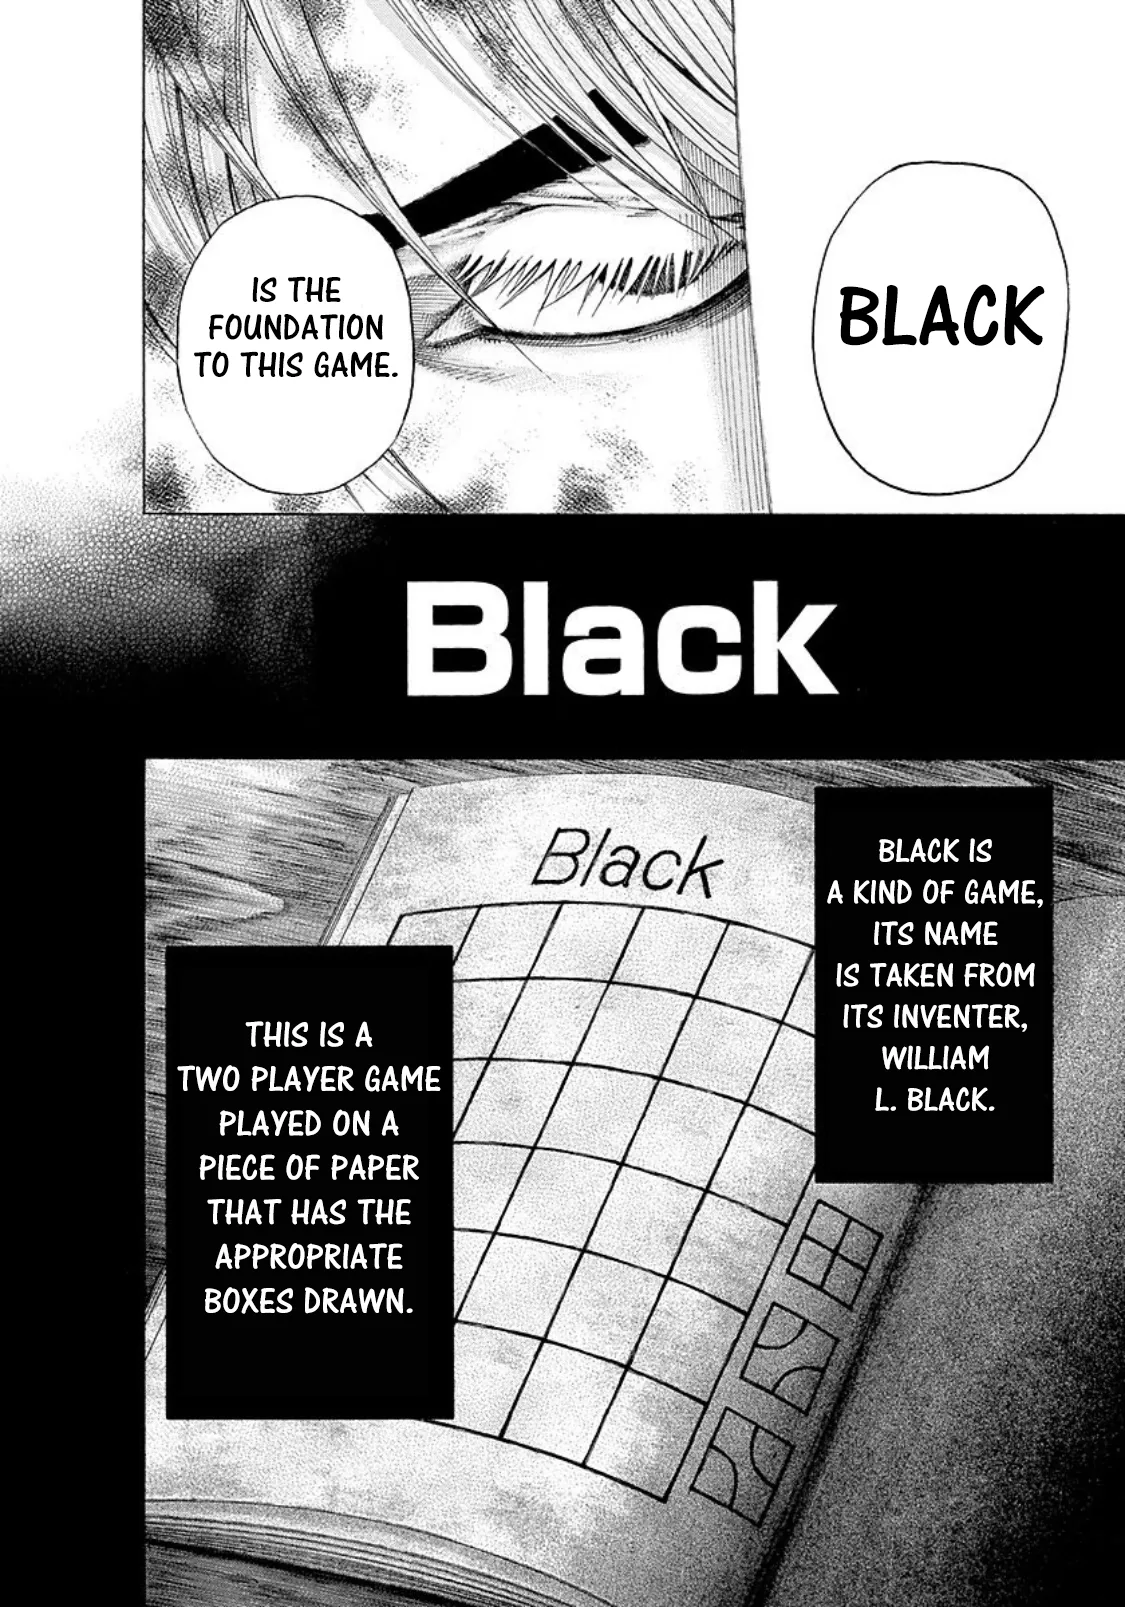 BLACK
IS THE
FOUNDATION
TO THIS GAME.
Black
Black
BLACK IS
A KIND OF GAME,
ITS NAME
IS TAKEN FROM
ITS INVENTER,
WILLIAM
L. BLACK.
THIS IS A
TWO PLAYER GAME
PLAYED ON A
PIECE OF PAPER
THAT HAS THE
APPROPRIATE
BOXES DRAWN.